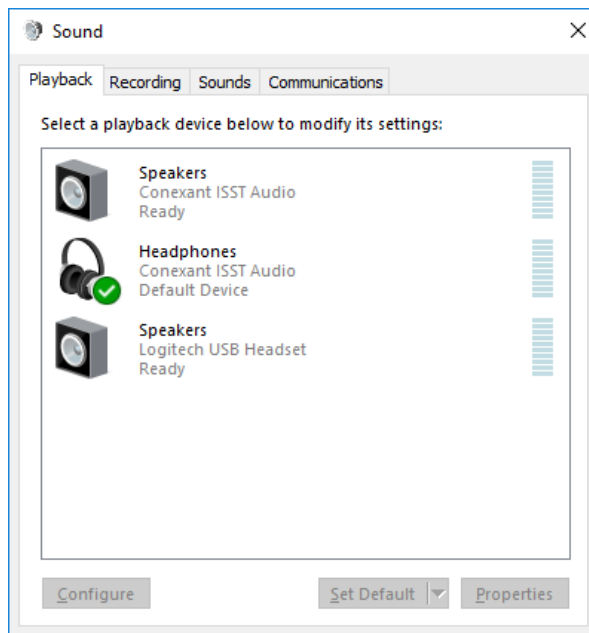 Sound
Playback Recording Sounds Communications
Select a playback device below to modify its settings:
Speakers
Conexant ISST Audio
Ready
Headphones
Conexant ISST Audio
Default Device
Speakers
Logitech USB Headset
Ready
Configure Set Default Properties